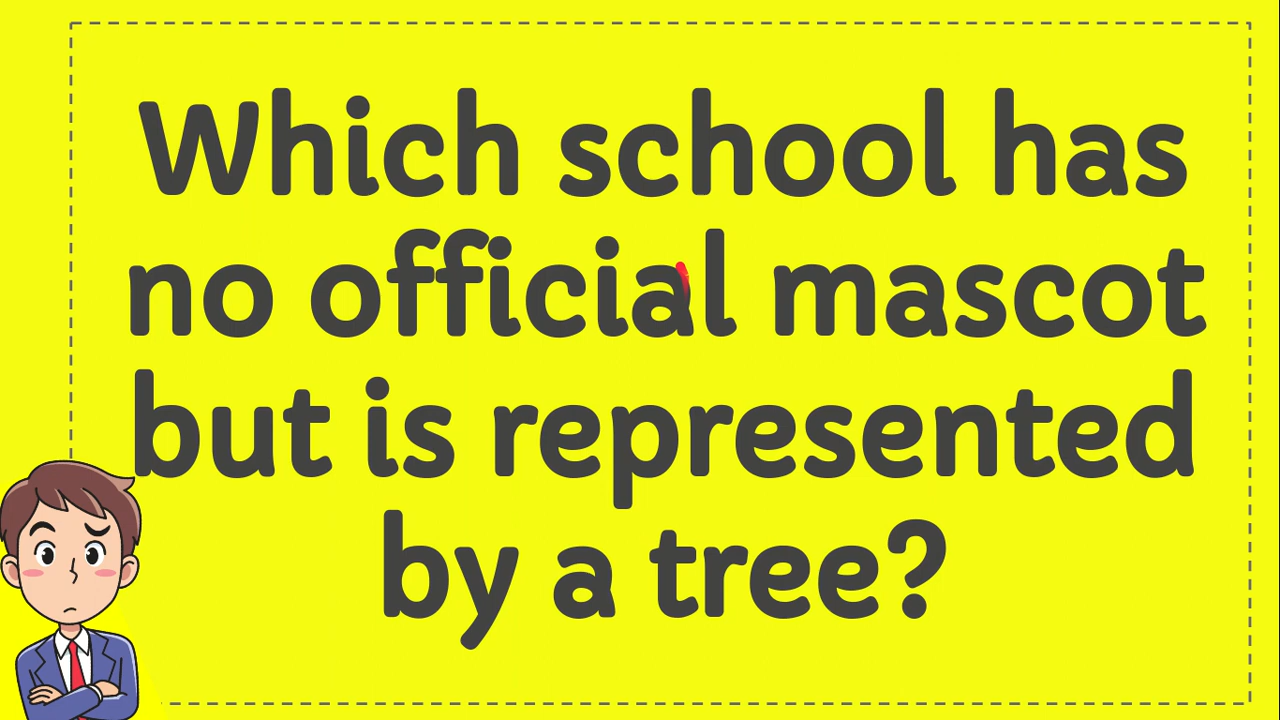 Which school has
no official mascot
but is represented
by a tree?